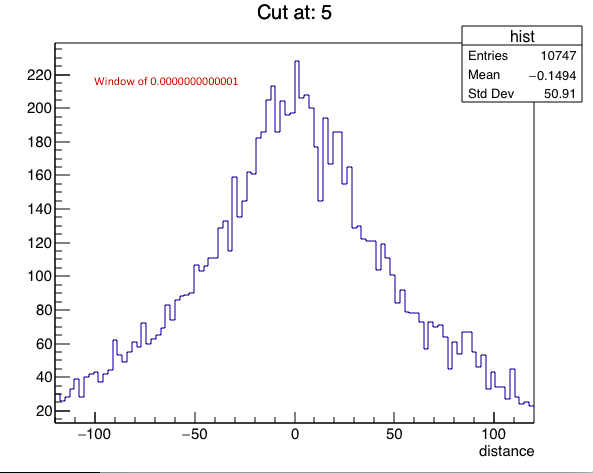 Cut at: 5
hist
Entries 10747
Mean −0.1494
Std Dev 50.91
Window of 0.0000000000001
220
200
180
160
140
120
100
80
60
40
20
−100 −50 0 50 100
distance